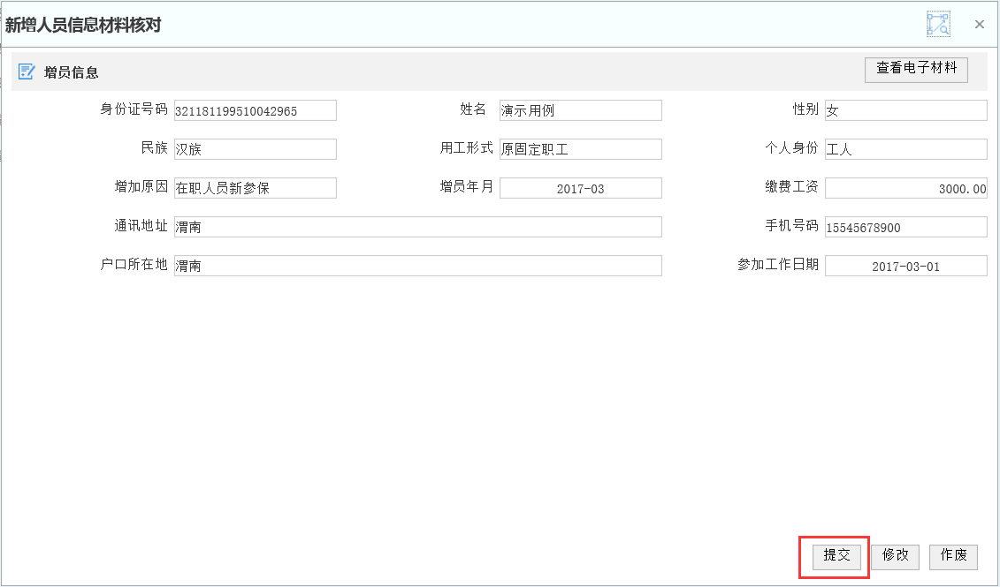 新增人员信息材料核对
增员信息 查看电子材料
身份证号码 321181199510042965 姓名 演示用例 性别 女
民族 汉族 用工形式 原固定职工 个人身份 工人
增加原因 在职人员新参保 增员年月 2017-03 缴费工资 3000.00
通讯地址 渭南 手机号码 15545678900
户口所在地 渭南 参加工作日期 2017-03-01
提交 修改 作废